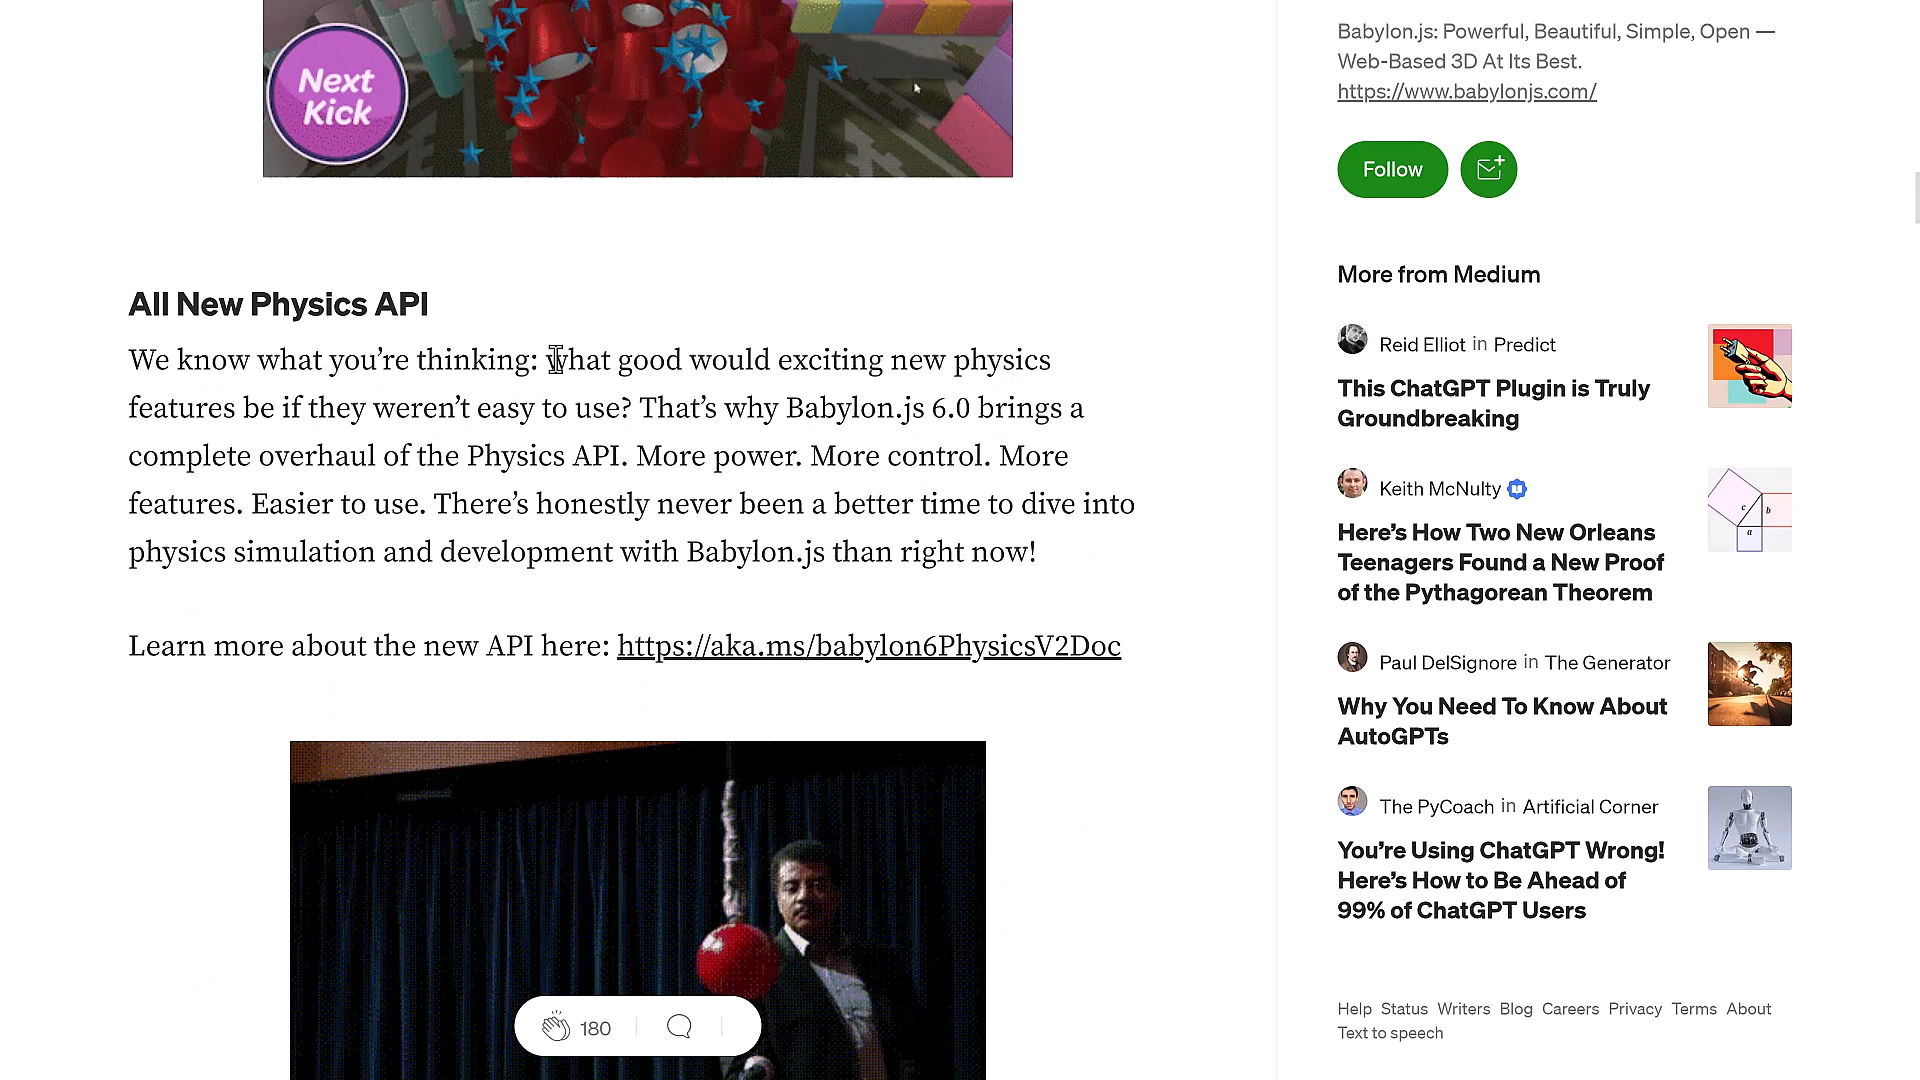 Next
Kick
All New Physics API
We know what you’re thinking: what good would exciting new physics
features be if they weren’t easy to use? That’s why Babylon.js 6.0 brings a
complete overhaul of the Physics API. More power. More control. More
features. Easier to use. There’s honestly never been a better time to dive into
physics simulation and development with Babylon.js than right now!
Learn more about the new API here: https://aka.ms/babylon6PhysicsV2Doc
180
Babylon.js: Powerful, Beautiful, Simple, Open —
Web-Based 3D At Its Best.
https://www.babylonjs.com/
Follow
More from Medium
Reid Elliot in Predict
This ChatGPT Plugin is Truly
Groundbreaking
Keith McNulty
Here’s How Two New Orleans
Teenagers Found a New Proof
of the Pythagorean Theorem
c
b
a
Paul DelSignore in The Generator
Why You Need To Know About
AutoGPTs
The PyCoach in Artificial Corner
You’re Using ChatGPT Wrong!
Here’s How to Be Ahead of
99% of ChatGPT Users
Help Status Writers Blog Careers Privacy Terms About
Text to speech